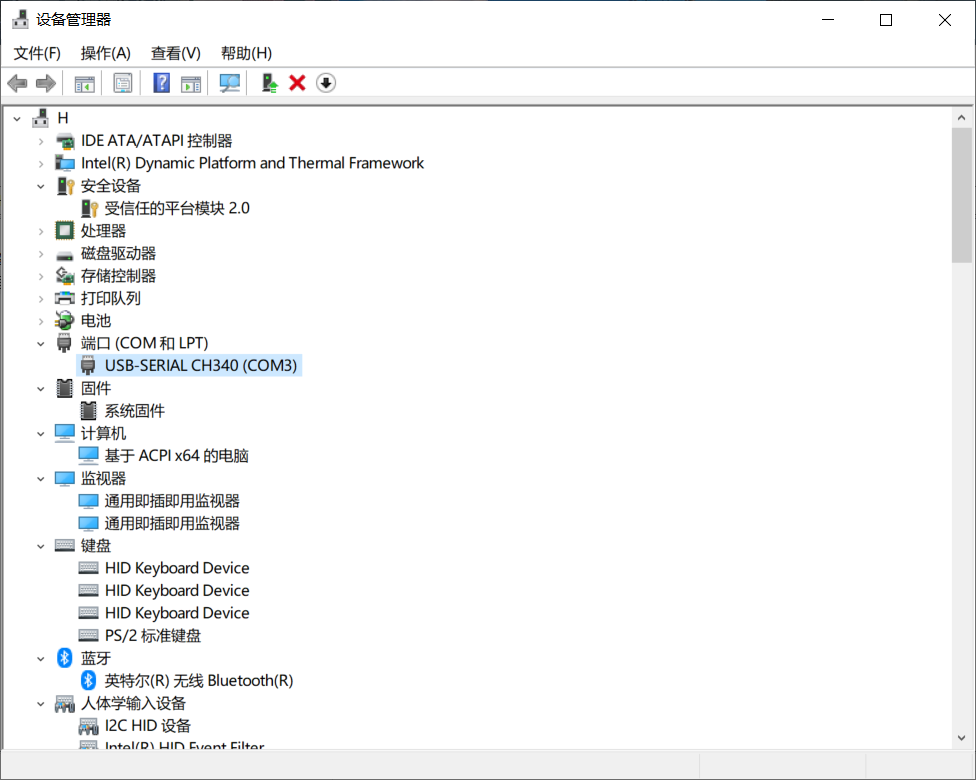 设备管理器
文件(F) 操作(A) 查看(V) 帮助(H)
H
IDE ATA/ATAPI 控制器
Intel(R) Dynamic Platform and Thermal Framework
安全设备
受信任的平台模块 2.0
处理器
磁盘驱动器
存储控制器
打印队列
电池
端口 (COM 和 LPT)
USB-SERIAL CH340 (COM3)
固件
系统固件
计算机
基于 ACPI x64 的电脑
监视器
通用即插即用监视器
通用即插即用监视器
键盘
HID Keyboard Device
HID Keyboard Device
HID Keyboard Device
PS/2 标准键盘
蓝牙
英特尔(R) 无线 Bluetooth(R)
人体学输入设备
I2C HID 设备
Intel(R) HID Event Filter